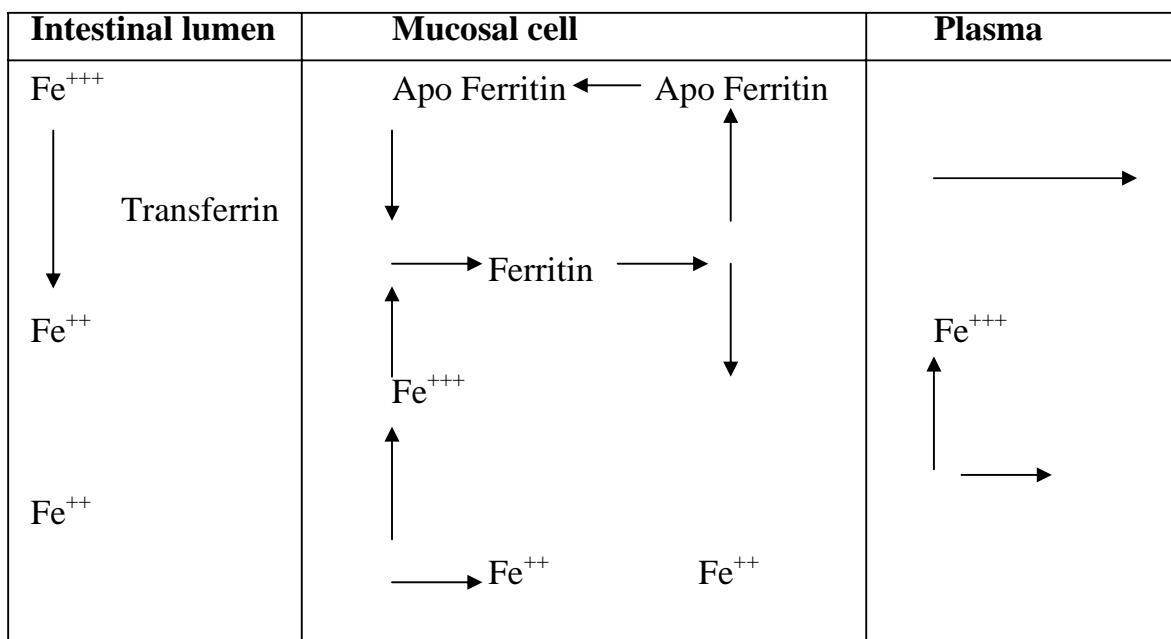 Intestinal lumen Mucosal cell Plasma
Fe+++ Apo Ferritin Apo Ferritin
Transferrin
Ferritin
Fe++ Fe+++
Fe+++
Fe++
Fe++ Fe++